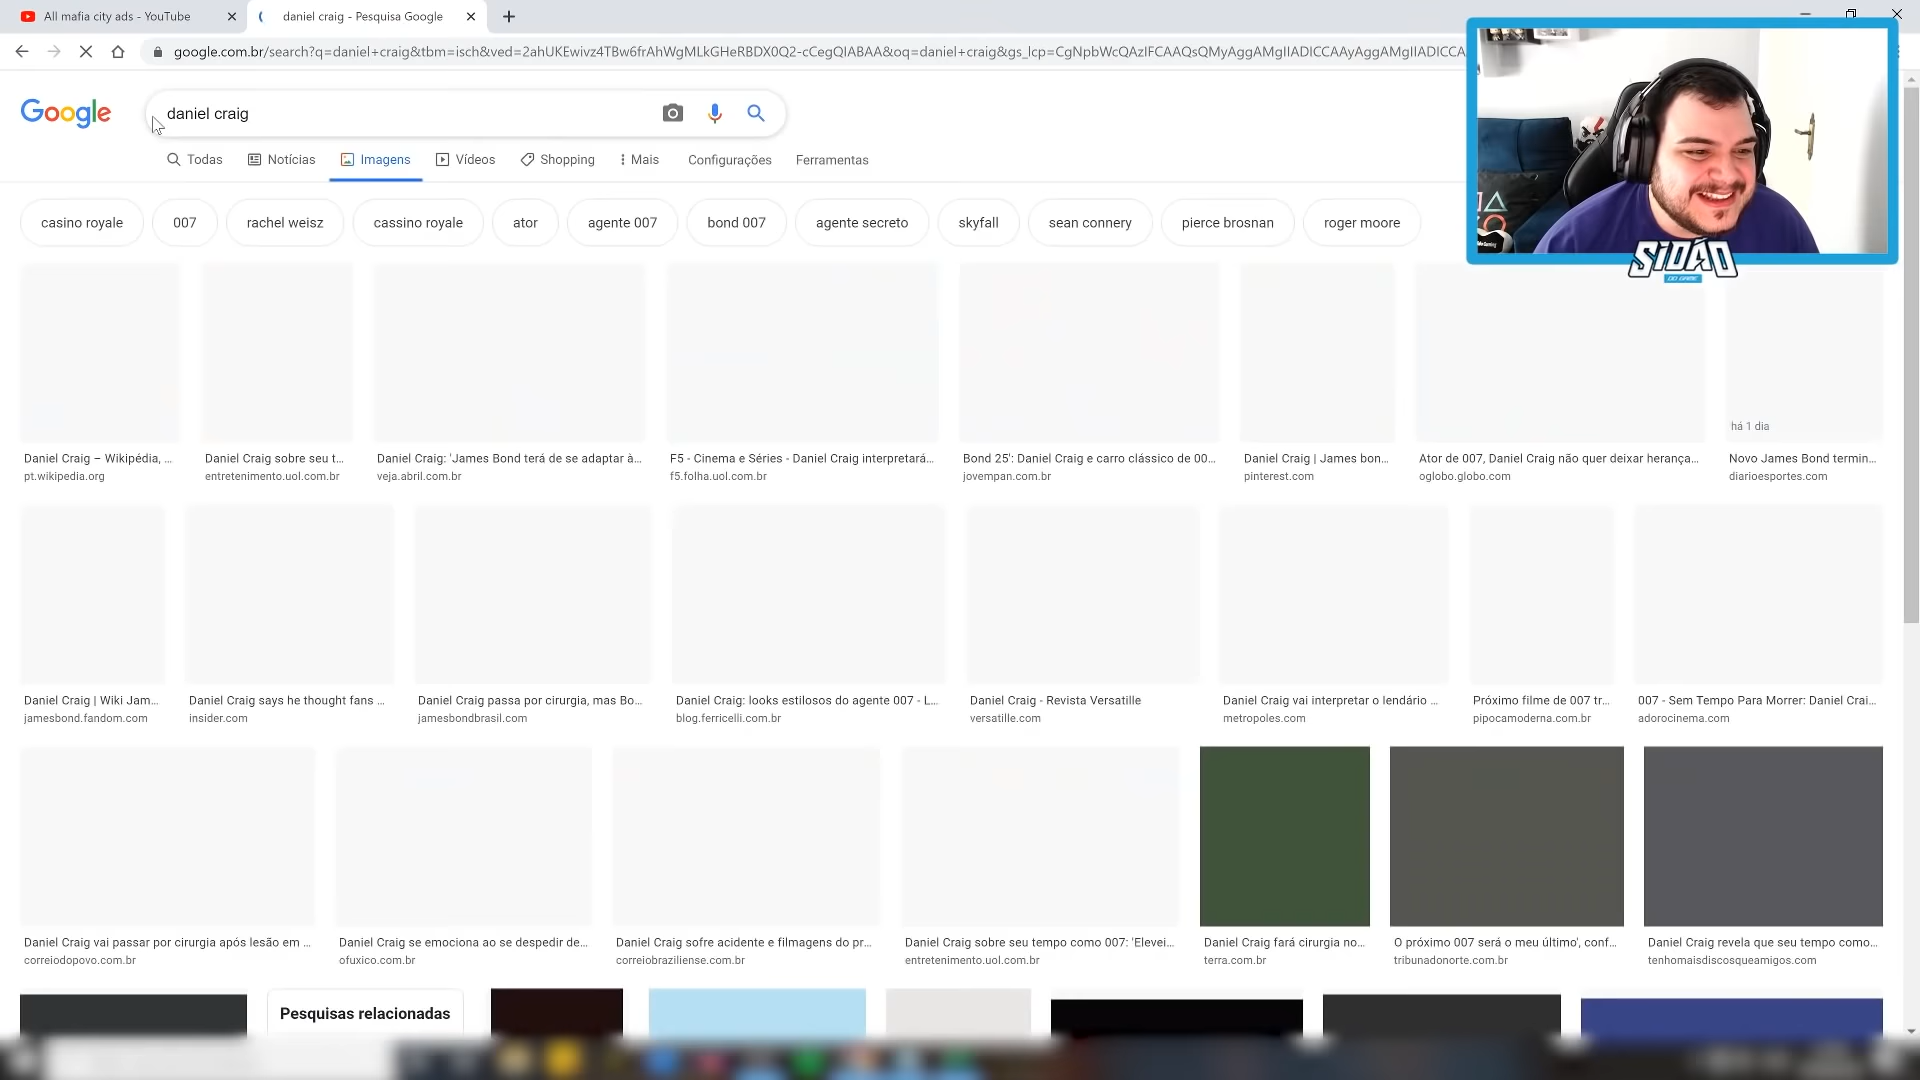 All mafia city ads - YouTube
daniel craig - Pesquisa Google
google.com.br/search?q=daniel+craig&tbm=isch&ved=2ahUKEwivz4TBw6frAhWgMLkGHeRBDX0Q2-cCegQIABAA&oq=daniel+craig&gs_lcp=CgNpbWcQAzIFCAAQsQMyAggAMgIIADICCAAyAggAMgIIADICCA
Google
daniel craig
Todas
Notícias
Imagens
Vídeos
Shopping
Mais
Configurações
Ferramentas
casino royale
007
rachel weisz
cassino royale
ator
agente 007
bond 007
agente secreto
skyfall
sean connery
pierce brosnan
roger moore
SIDÃO
DO GAME
há 1 dia
Daniel Craig – Wikipédia, ...
pt.wikipedia.org
Daniel Craig sobre seu t...
entretenimento.uol.com.br
Daniel Craig: 'James Bond terá de se adaptar à...
veja.abril.com.br
F5 - Cinema e Séries - Daniel Craig interpretará...
f5.folha.uol.com.br
Bond 25': Daniel Craig e carro clássico de 00...
jovempan.com.br
Daniel Craig | James bon...
pinterest.com
Ator de 007, Daniel Craig não quer deixar herança...
oglobo.globo.com
Novo James Bond termin...
diarioesportes.com
Daniel Craig | Wiki Jam...
jamesbond.fandom.com
Daniel Craig says he thought fans ...
insider.com
Daniel Craig passa por cirurgia, mas Bo...
jamesbondbrasil.com
Daniel Craig: looks estilosos do agente 007 - L...
blog.ferricelli.com.br
Daniel Craig - Revista Versatille
versatille.com
Daniel Craig vai interpretar o lendário ...
metropoles.com
Próximo filme de 007 tr...
pipocamoderna.com.br
007 - Sem Tempo Para Morrer: Daniel Crai...
adorocinema.com
Daniel Craig vai passar por cirurgia após lesão em ...
correiodopovo.com.br
Daniel Craig se emociona ao se despedir de...
ofuxico.com.br
Daniel Craig sofre acidente e filmagens do pr...
correiobraziliense.com.br
Daniel Craig sobre seu tempo como 007: 'Elevei...
entretenimento.uol.com.br
Daniel Craig fará cirurgia no...
terra.com.br
O próximo 007 será o meu último', conf...
tribunadonorte.com.br
Daniel Craig revela que seu tempo como...
tenhomaisdiscosqueamigos.com
Pesquisas relacionadas